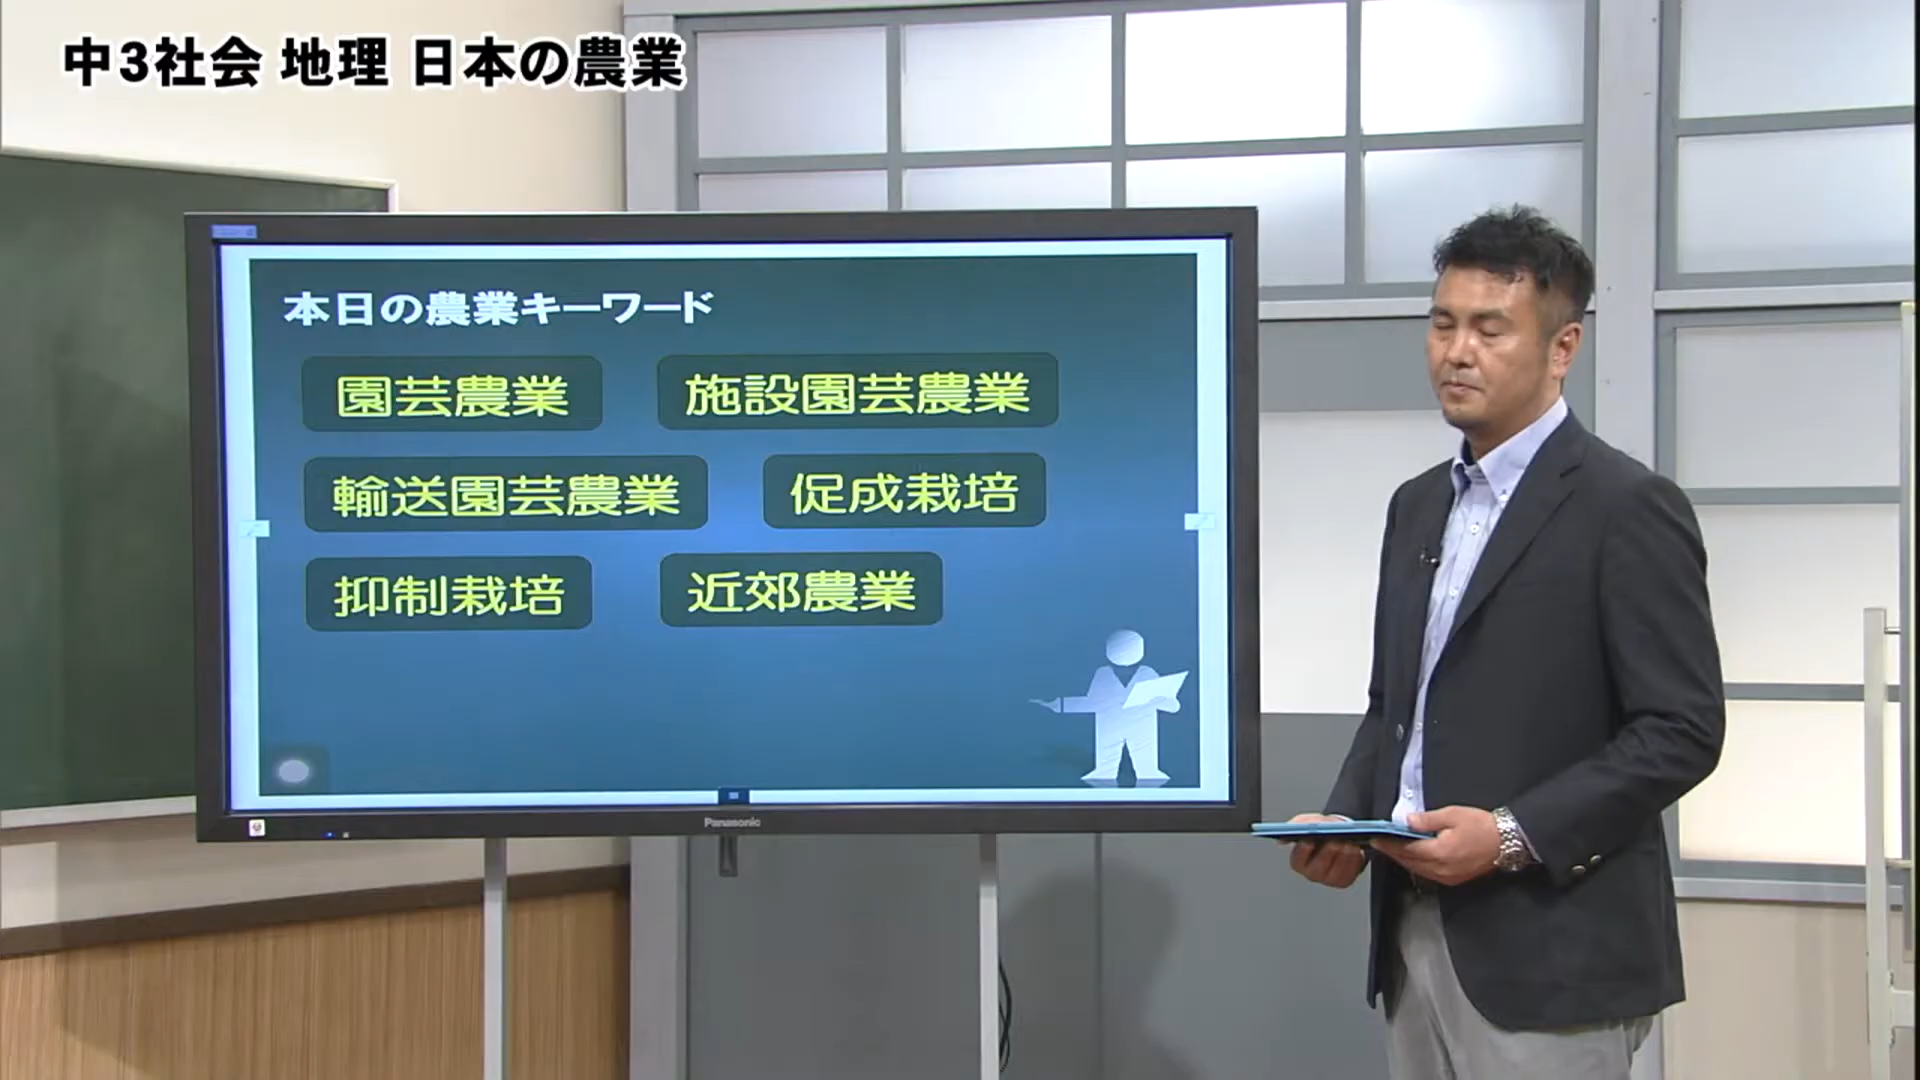 中3社会 地理 日本の農業
本日の農業キーワード
園芸農業 施設園芸農業
輸送園芸農業 促成栽培
抑制栽培 近郊農業
Panasonic